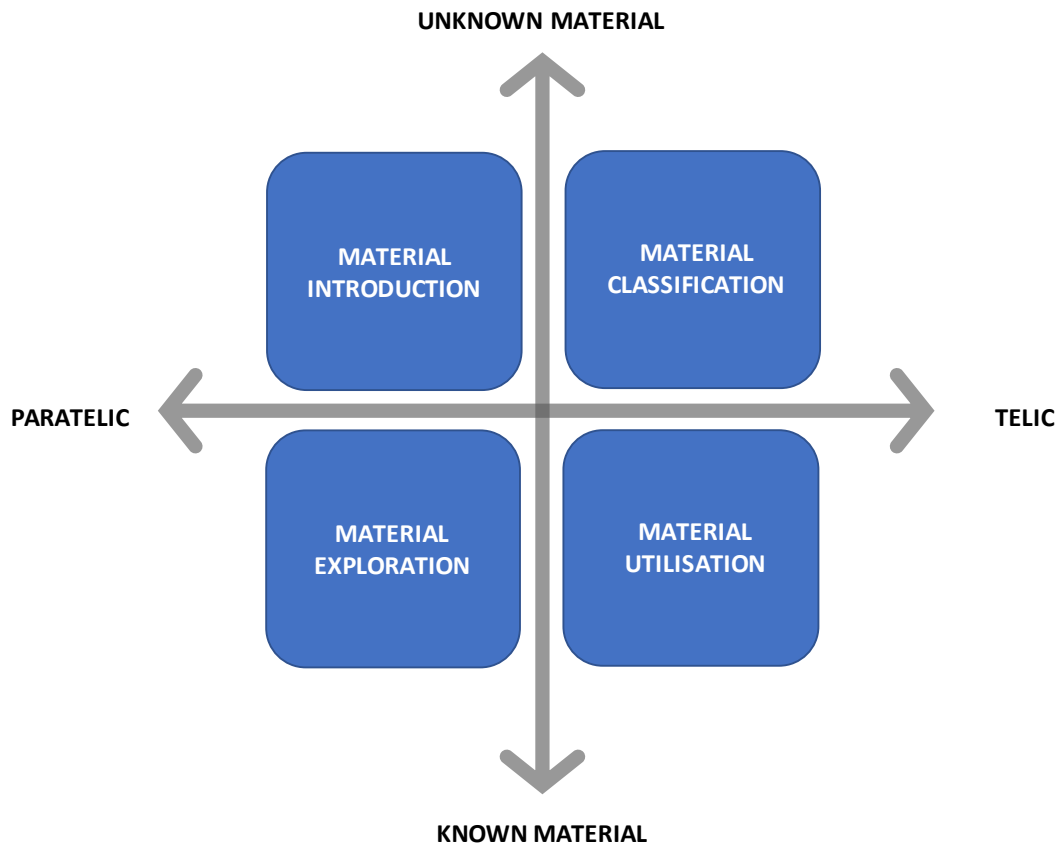 UNKNOWN MATERIAL
MATERIAL
INTRODUCTION
MATERIAL
CLASSIFICATION
PARATELIC
TELIC
MATERIAL
EXPLORATION
MATERIAL
UTILISATION
KNOWN MATERIAL